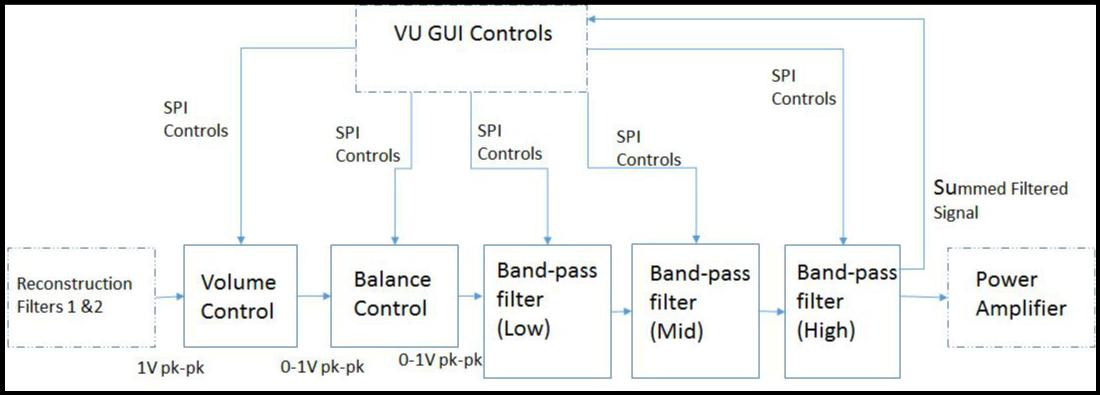 VU GUI Controls
SPI
Controls
SPI
Controls
SPI
Controls
SPI
Controls
SPI
Controls
Summed Filtered
Signal
Reconstruction
Filters 1 &2
Volume
Control
Balance
Control
Band-pass
filter
(Low)
Band-pass
filter
(Mid)
Band-pass
filter
(High)
Power
Amplifier
1V pk-pk
0-1V pk-pk
0-1V pk-pk